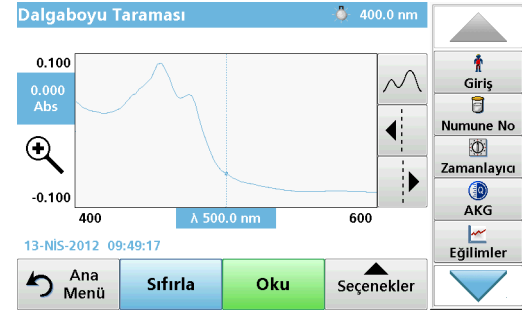 Dalgaboyu Taraması
400.0 nm
0.100
0.000
Abs
-0.100
400
λ 500.0 nm
600
13-NİS-2012 09:49:17
Ana
Menü
Sıfırla
Oku
Seçenekler
Giriş
Numune No
Zamanlayıcı
AKG
Eğilimler